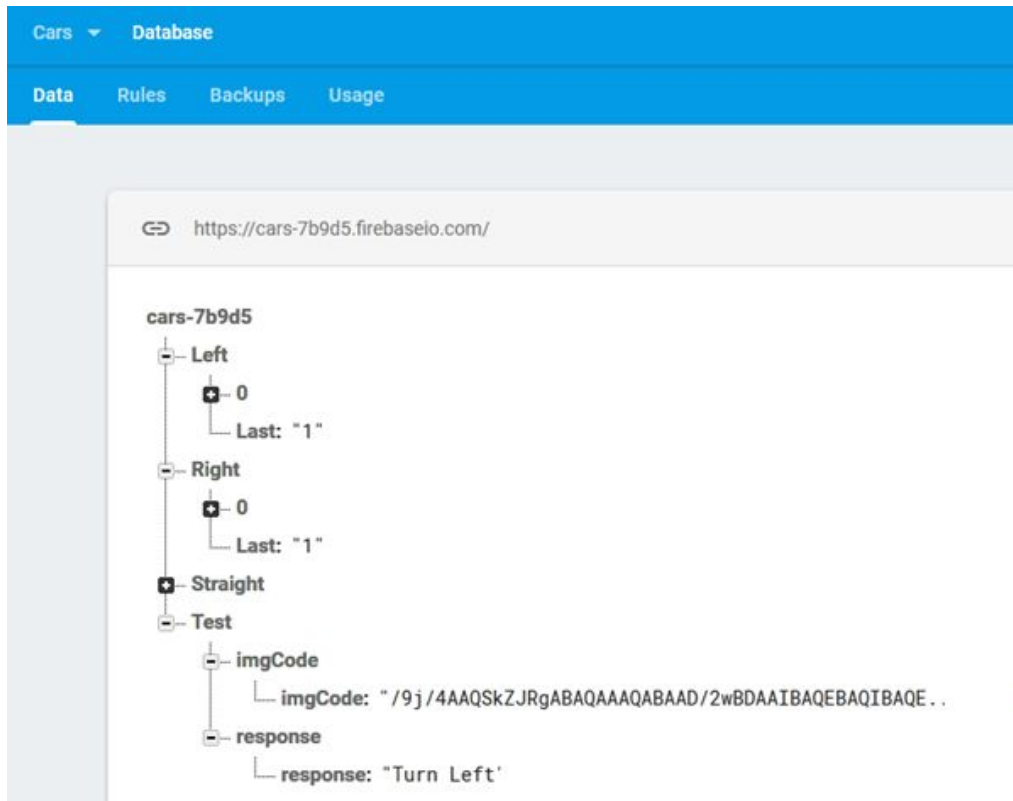 Cars Database
Data Rules Backups Usage
https://cars-7b9d5.firebaseio.com/
cars-7b9d5
Left
0
Last: "1"
Right
0
Last: "1"
Straight
Test
imgCode
imgCode: "/9j/4AAQSkZJRgABAQAAAQABAAD/2wBDAAIBAQEBAQIBAQE..
response
response: "Turn Left'